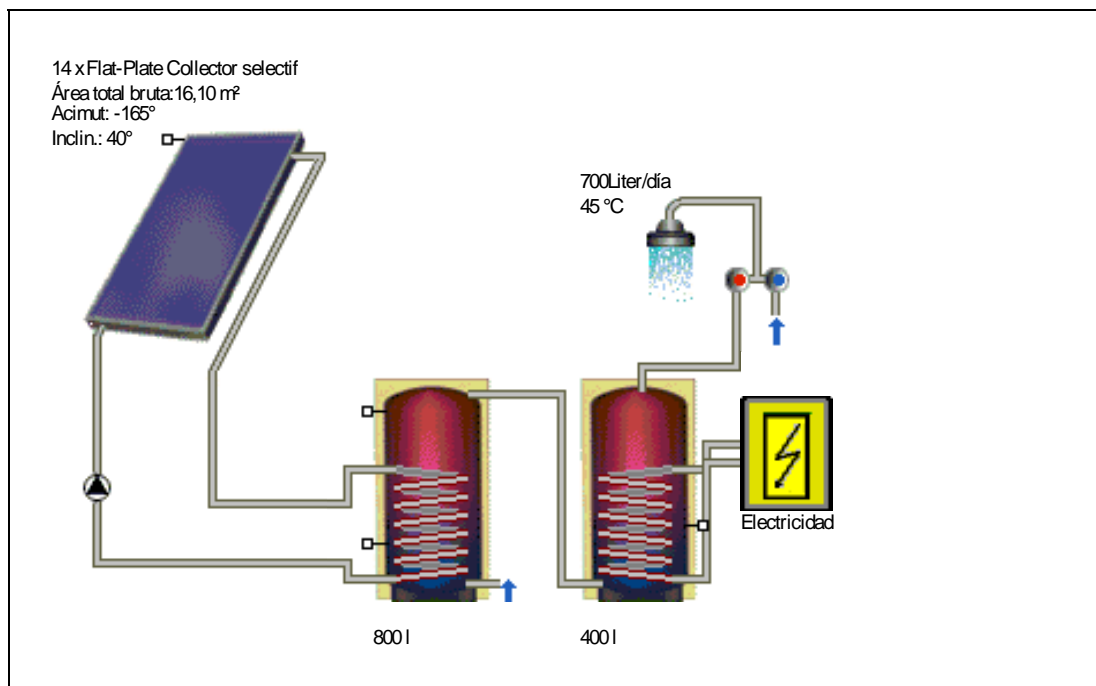 14 x Flat-Plate Collector selectif
Área total bruta:16,10 m²
Acimut: -165°
Inclin.: 40°
700Liter/día
45 °C
Electricidad
800 l
400 l